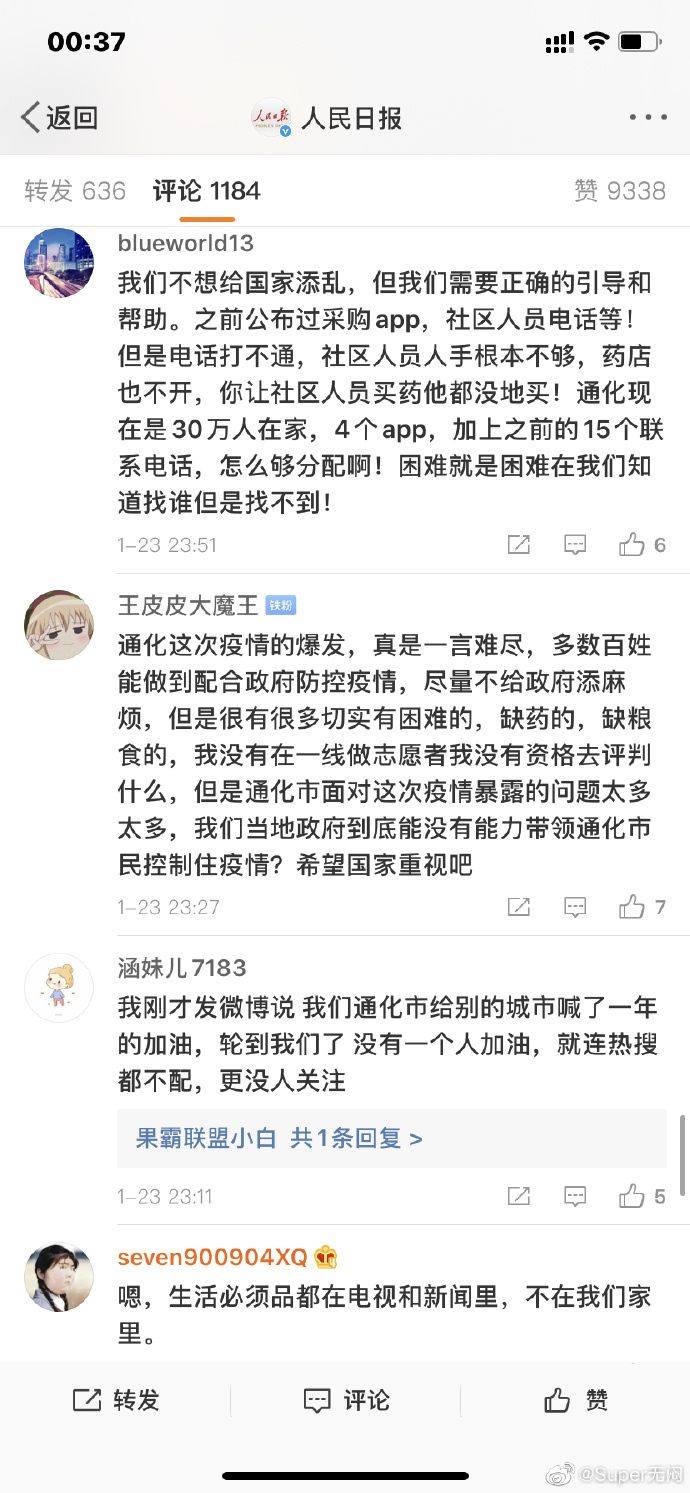 00:37
返回
人民日报
转发 636 评论 1184 赞 9338
blueworld13
我们不想给国家添乱，但我们需要正确的引导和
帮助。之前公布过采购app，社区人员电话等！
但是电话打不通，社区人员人手根本不够，药店
也不开，你让社区人员买药他都没地买！通化现
在是30万人在家，4个app，加上之前的15个联
系电话，怎么够分配啊！困难就是困难在我们知
道找谁但是找不到！
1-23 23:51 6
王皮皮大魔王 铁粉
通化这次疫情的爆发，真是一言难尽，多数百姓
能做到配合政府防控疫情，尽量不给政府添麻
烦，但是很有很多切实有困难的，缺药的，缺粮
食的，我没有在一线做志愿者我没有资格去评判
什么，但是通化市面对这次疫情暴露的问题太多
太多，我们当地政府到底能没有能力带领通化市
民控制住疫情？希望国家重视吧
1-23 23:27 7
涵妹儿7183
我刚才发微博说 我们通化市给别的城市喊了一年
的加油，轮到我们了 没有一个人加油，就连热搜
都不配，更没人关注
果霸联盟小白 共1条回复 >
1-23 23:11 5
seven900904XQ
嗯，生活必须品都在电视和新闻里，不在我们家
里。
转发 评论 赞
@Super无网